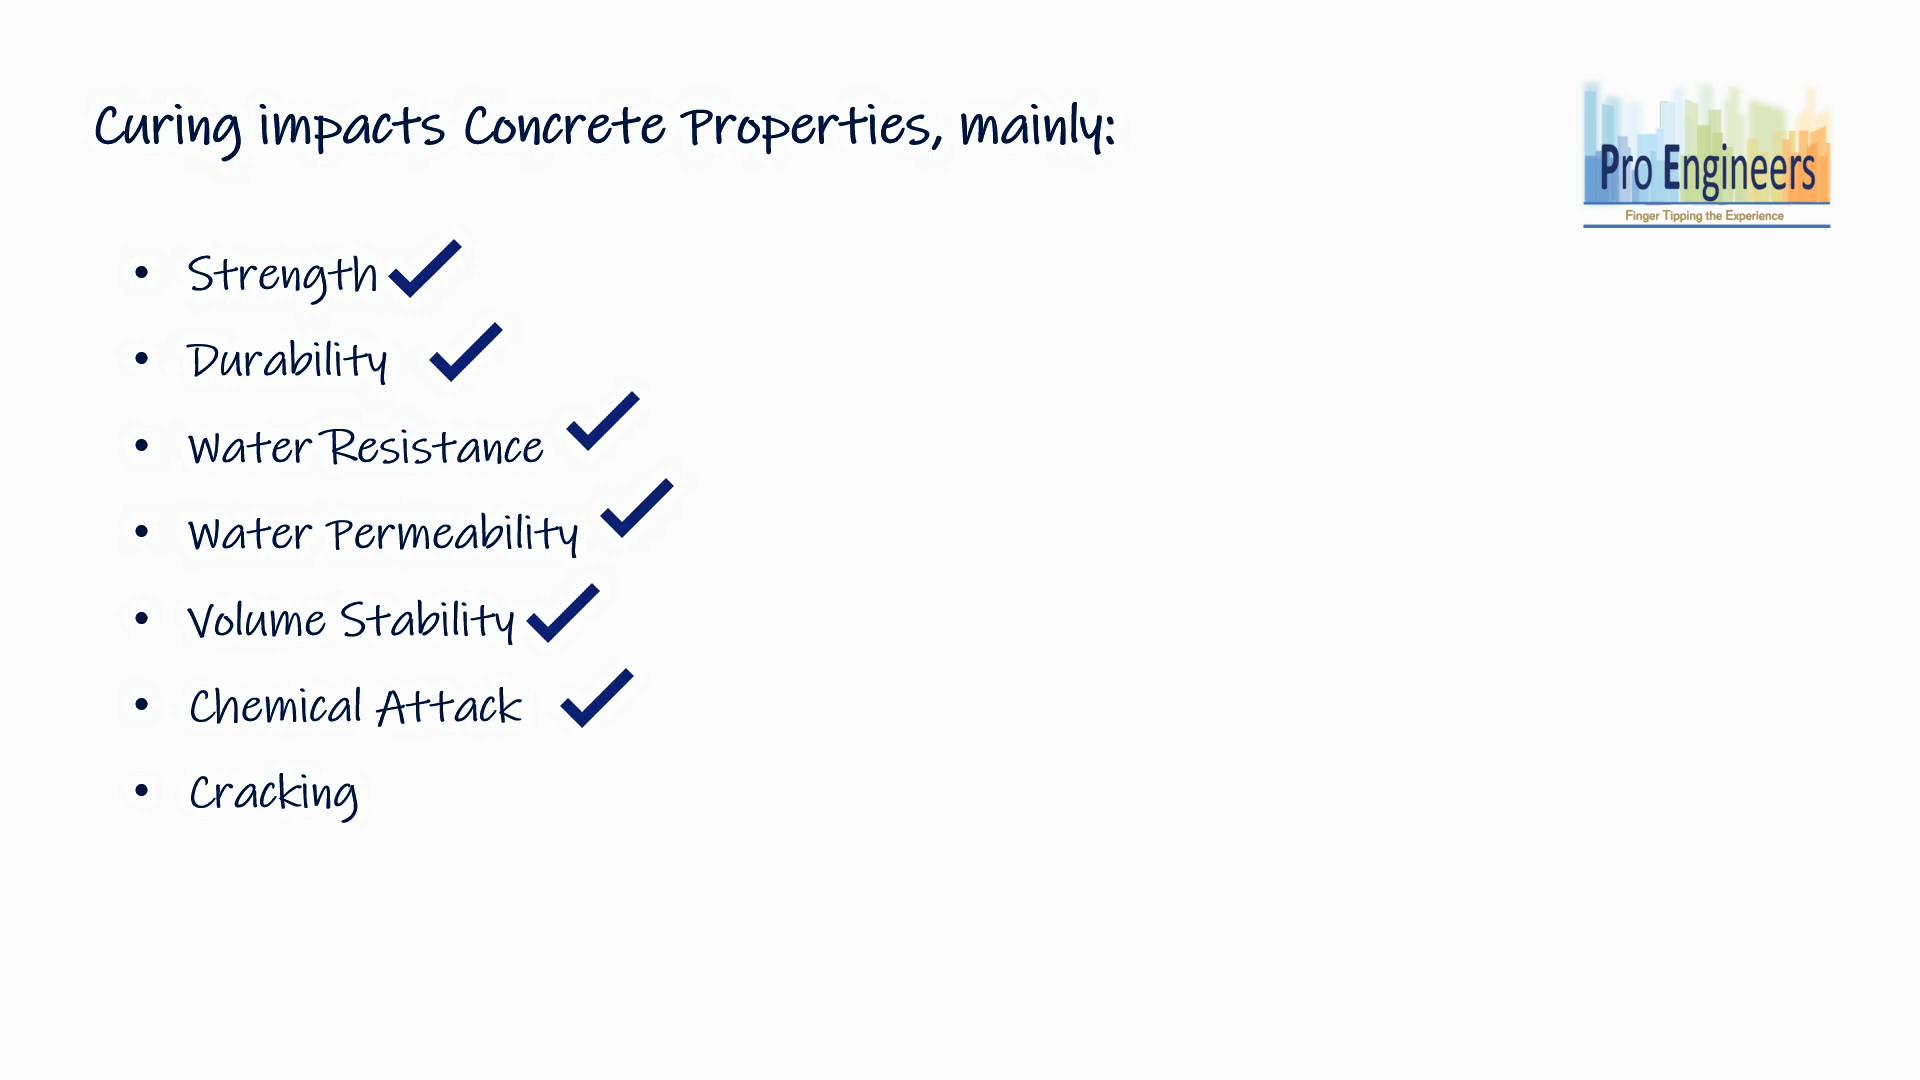 Curing impacts Concrete Properties, mainly:
Pro Engineers
Finger Tipping the Experience
• Strength ✓
• Durability ✓
• Water Resistance ✓
• Water Permeability ✓
• Volume Stability ✓
• Chemical Attack ✓
• Cracking